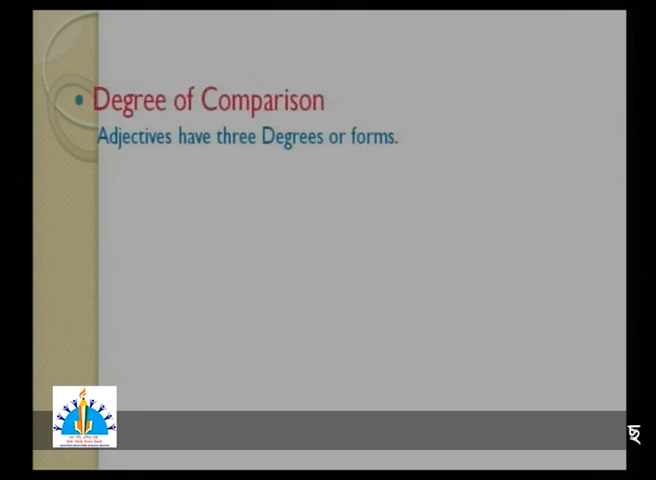 Degree of Comparison
Adjectives have three Degrees or forms.
ছ